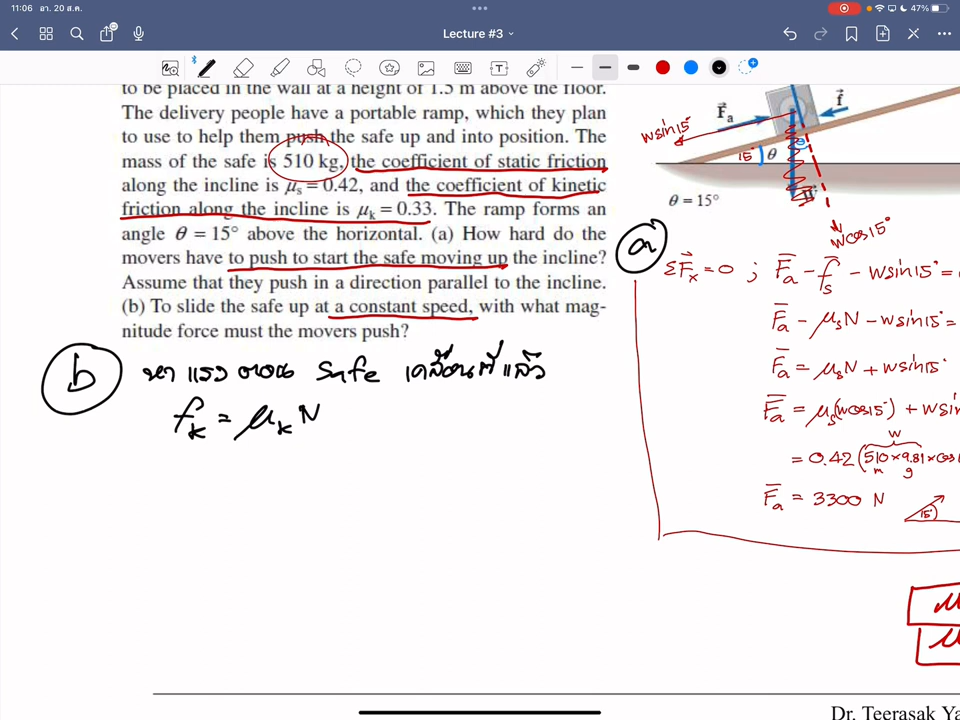 11:06 อา. 20 ส.ค.
47%
Lecture #3
to be placed in the wall at a height of 1.5 m above the floor.
The delivery people have a portable ramp, which they plan
to use to help them push the safe up and into position. The
mass of the safe is 510 kg, the coefficient of static friction
along the incline is μs = 0.42, and the coefficient of kinetic
friction along the incline is μk = 0.33. The ramp forms an
angle θ = 15° above the horizontal. (a) How hard do the
movers have to push to start the safe moving up the incline?
Assume that they push in a direction parallel to the incline.
(b) To slide the safe up at a constant speed, with what mag-
nitude force must the movers push?
F⃗a
f⃗
wsin15°
15° θ
W⃗
θ = 15°
wcos15°
a
ΣF⃗x = 0 ; F̄a - f̄s - wsin15° =
F̄a - μsN - wsin15° =
F̄a = μsN + wsin15°
F̄a = μs(wcos15°) + wsin
w
= 0.42 (510×9.81×cos
m g
F̄a = 3300 N
15°
b
หาแรงตอน Safe เคลื่อนที่แล้ว
fk = μk N
μ
μ
Dr. Teerasak Ya